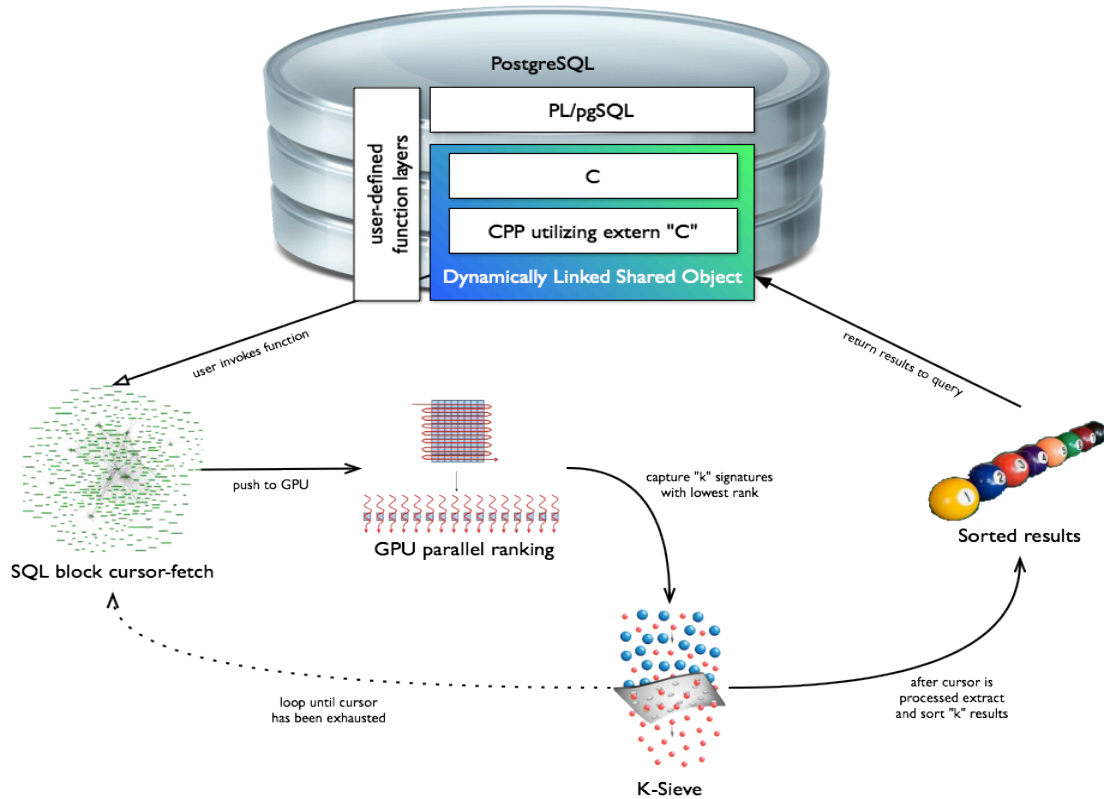 PostgreSQL
user-defined
function layers
PL/pgSQL
C
CPP utilizing extern "C"
Dynamically Linked Shared Object
user invokes function
return results to query
push to GPU
GPU parallel ranking
SQL block cursor-fetch
capture "k" signatures
with lowest rank
1
2
3
4
5
6
Sorted results
loop until cursor
has been exhausted
K-Sieve
after cursor is
processed extract
and sort "k" results